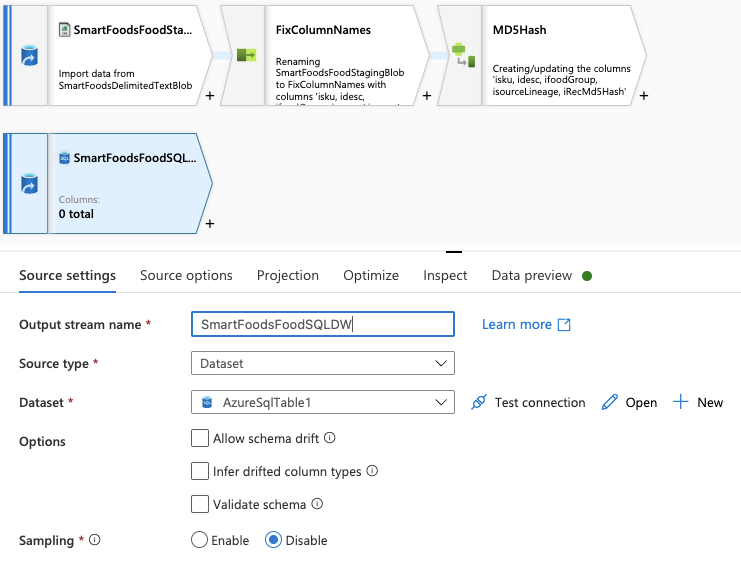 SmartFoodsFoodSta...
Import data from
SmartFoodsDelimitedTextBlob
+
FixColumnNames
Renaming
SmartFoodsFoodStagingBlob
to FixColumnNames with
columns 'isku, idesc,
+
MD5Hash
Creating/updating the columns
'isku, idesc, ifoodGroup,
isourceLineage, iRecMd5Hash'
+
SQL SmartFoodsFoodSQL...
Columns:
0 total
+
Source settings Source options Projection Optimize Inspect Data preview
Output stream name * SmartFoodsFoodSQLDW Learn more
Source type * Dataset
Dataset * SQL AzureSqlTable1 Test connection Open New
Options Allow schema drift
Infer drifted column types
Validate schema
Sampling * Enable Disable